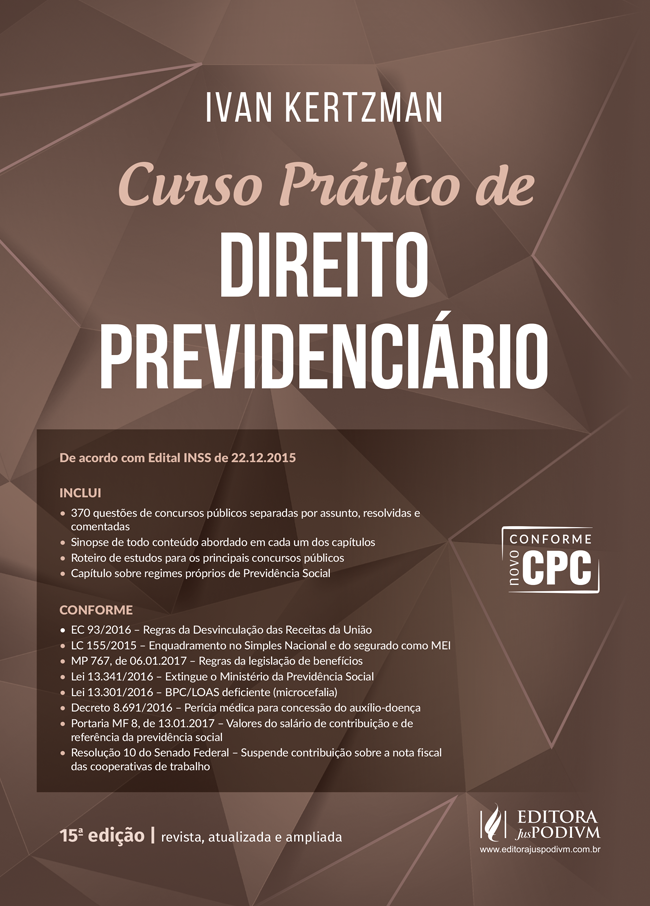 IVAN KERTZMAN
Curso Prático de
DIREITO
PREVIDENCIÁRIO
De acordo com Edital INSS de 22.12.2015
INCLUI
• 370 questões de concursos públicos separadas por assunto, resolvidas e
comentadas
• Sinopse de todo conteúdo abordado em cada um dos capítulos
• Roteiro de estudos para os principais concursos públicos
• Capítulo sobre regimes próprios de Previdência Social
CONFORME
novo CPC
CONFORME
• EC 93/2016 – Regras da Desvinculação das Receitas da União
• LC 155/2015 – Enquadramento no Simples Nacional e do segurado como MEI
• MP 767, de 06.01.2017 – Regras da legislação de benefícios
• Lei 13.341/2016 – Extingue o Ministério da Previdência Social
• Lei 13.301/2016 – BPC/LOAS deficiente (microcefalia)
• Decreto 8.691/2016 – Perícia médica para concessão do auxílio-doença
• Portaria MF 8, de 13.01.2017 – Valores do salário de contribuição e de
referência da previdência social
• Resolução 10 do Senado Federal – Suspende contribuição sobre a nota fiscal
das cooperativas de trabalho
15ª edição | revista, atualizada e ampliada
EDITORA
JusPODIVM
www.editorajuspodivm.com.br